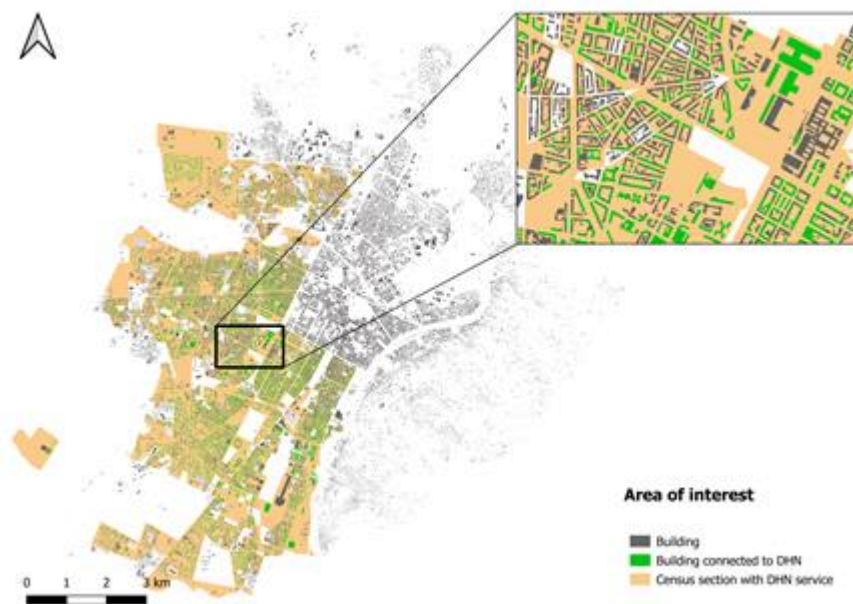 0 1 2 3 km
Area of interest
Building
Building connected to DHN
Census section with DHN service